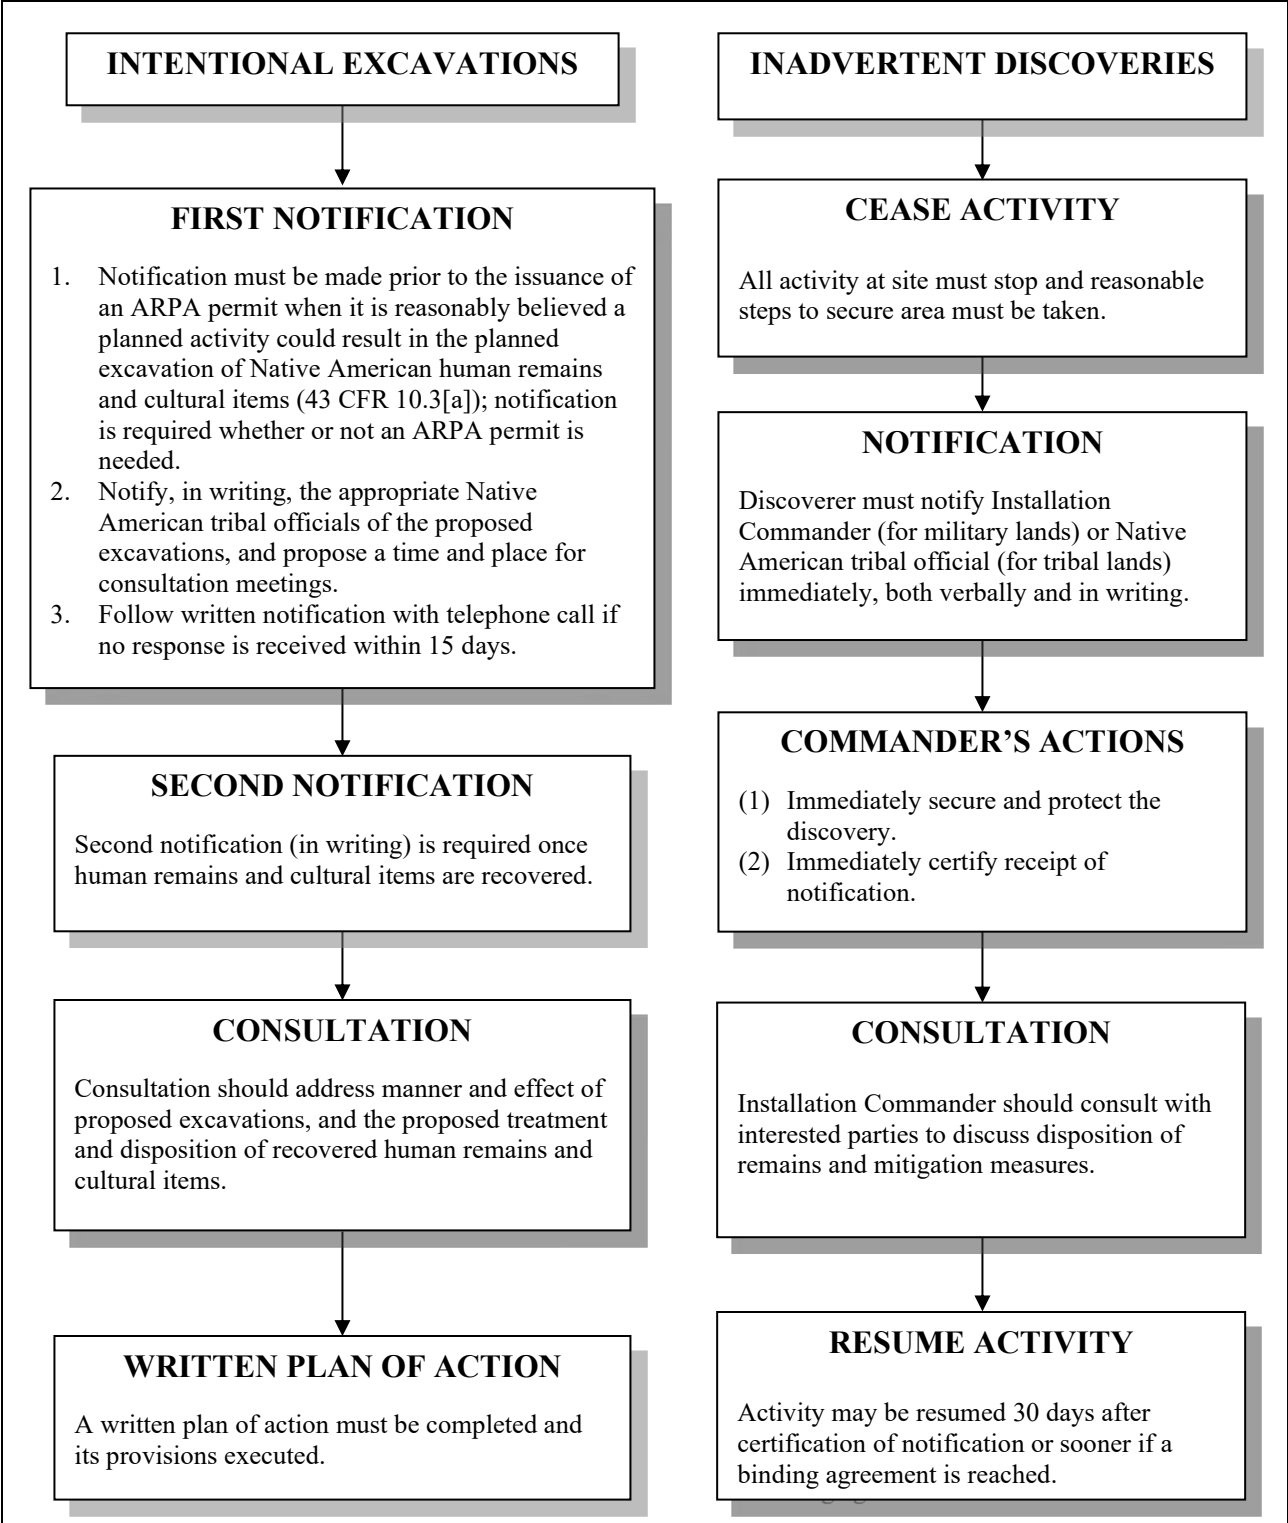 INTENTIONAL EXCAVATIONS
FIRST NOTIFICATION
1. Notification must be made prior to the issuance of
an ARPA permit when it is reasonably believed a
planned activity could result in the planned
excavation of Native American human remains
and cultural items (43 CFR 10.3[a]); notification
is required whether or not an ARPA permit is
needed.
2. Notify, in writing, the appropriate Native
American tribal officials of the proposed
excavations, and propose a time and place for
consultation meetings.
3. Follow written notification with telephone call if
no response is received within 15 days.
SECOND NOTIFICATION
Second notification (in writing) is required once
human remains and cultural items are recovered.
CONSULTATION
Consultation should address manner and effect of
proposed excavations, and the proposed treatment
and disposition of recovered human remains and
cultural items.
WRITTEN PLAN OF ACTION
A written plan of action must be completed and
its provisions executed.
INADVERTENT DISCOVERIES
CEASE ACTIVITY
All activity at site must stop and reasonable
steps to secure area must be taken.
NOTIFICATION
Discoverer must notify Installation
Commander (for military lands) or Native
American tribal official (for tribal lands)
immediately, both verbally and in writing.
COMMANDER’S ACTIONS
(1) Immediately secure and protect the
discovery.
(2) Immediately certify receipt of
notification.
CONSULTATION
Installation Commander should consult with
interested parties to discuss disposition of
remains and mitigation measures.
RESUME ACTIVITY
Activity may be resumed 30 days after
certification of notification or sooner if a
binding agreement is reached.